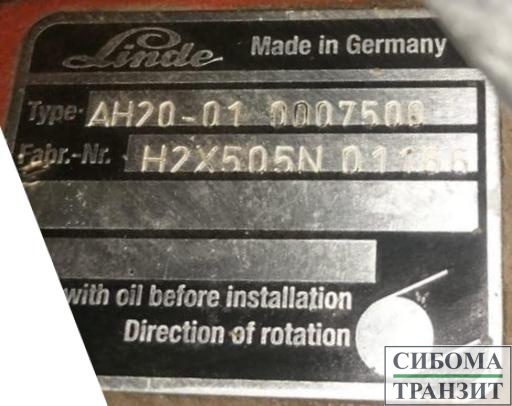 Linde Made in Germany
Type- AH20-01
Fabr.-Nr. H2X505N
with oil before installation
Direction of rotation
СИБОМА
ТРАНЗИТ